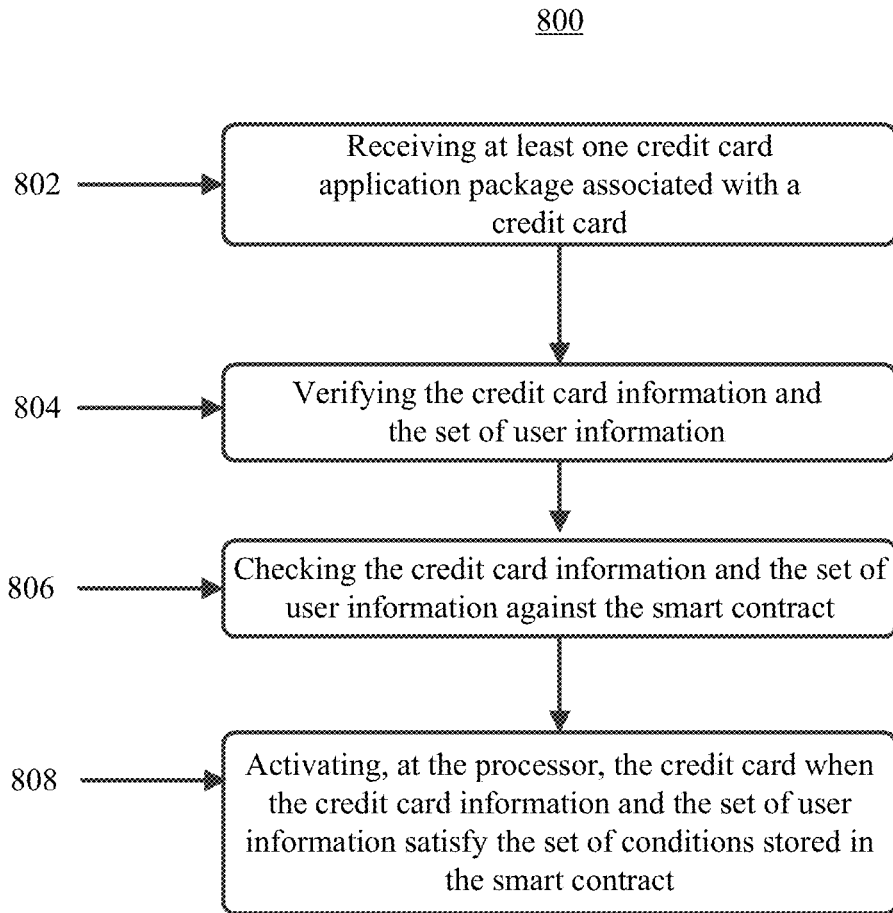 800
802
Receiving at least one credit card
application package associated with a
credit card
804
Verifying the credit card information and
the set of user information
806
Checking the credit card information and the set of
user information against the smart contract
808
Activating, at the processor, the credit card when
the credit card information and the set of user
information satisfy the set of conditions stored in
the smart contract